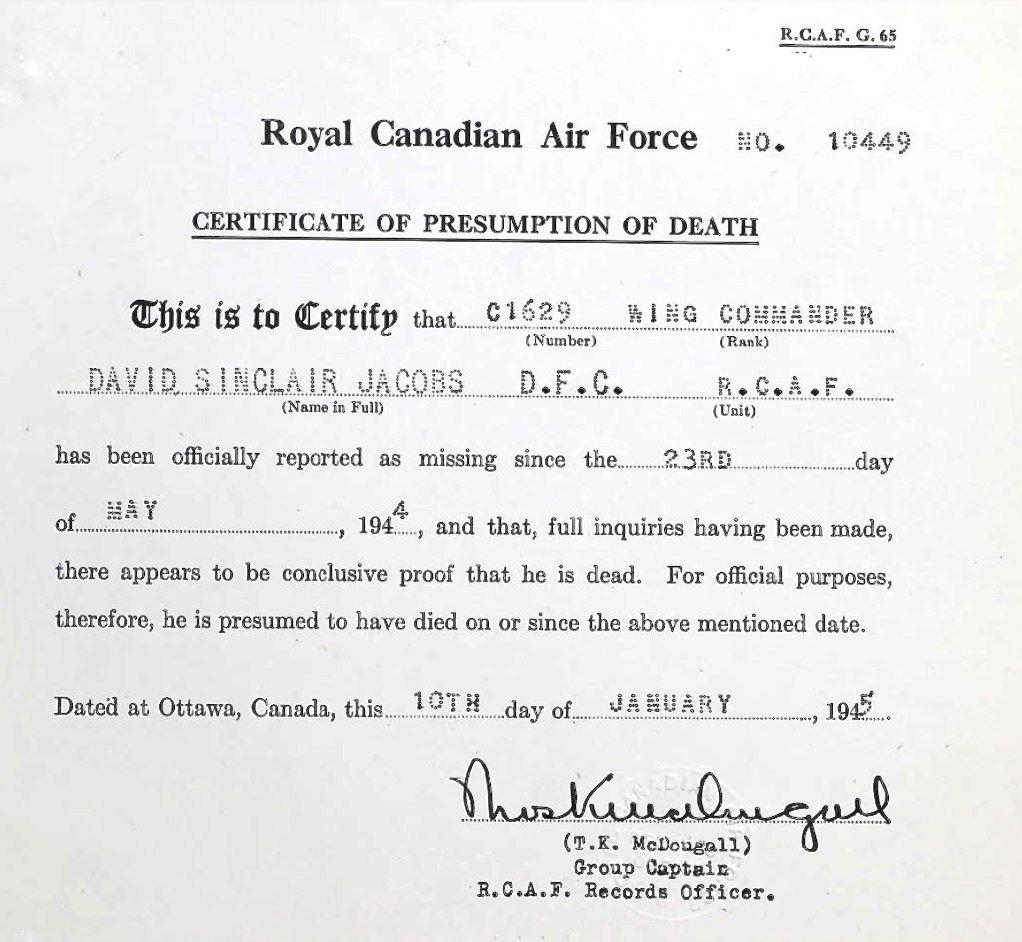 R.C.A.F. G. 65
Royal Canadian Air Force NO. 10449
CERTIFICATE OF PRESUMPTION OF DEATH
This is to Certify that C1629 WING COMMANDER
(Number) (Rank)
DAVID SINCLAIR JACOBS D.F.C. R.C.A.F.
(Name in Full) (Unit)
has been officially reported as missing since the 23RD day
of MAY, 1944, and that, full inquiries having been made,
there appears to be conclusive proof that he is dead. For official purposes,
therefore, he is presumed to have died on or since the above mentioned date.
Dated at Ottawa, Canada, this 10TH day of JANUARY, 1945.
Thos K McDougall
(T.K. McDougall)
Group Captain
R.C.A.F. Records Officer.